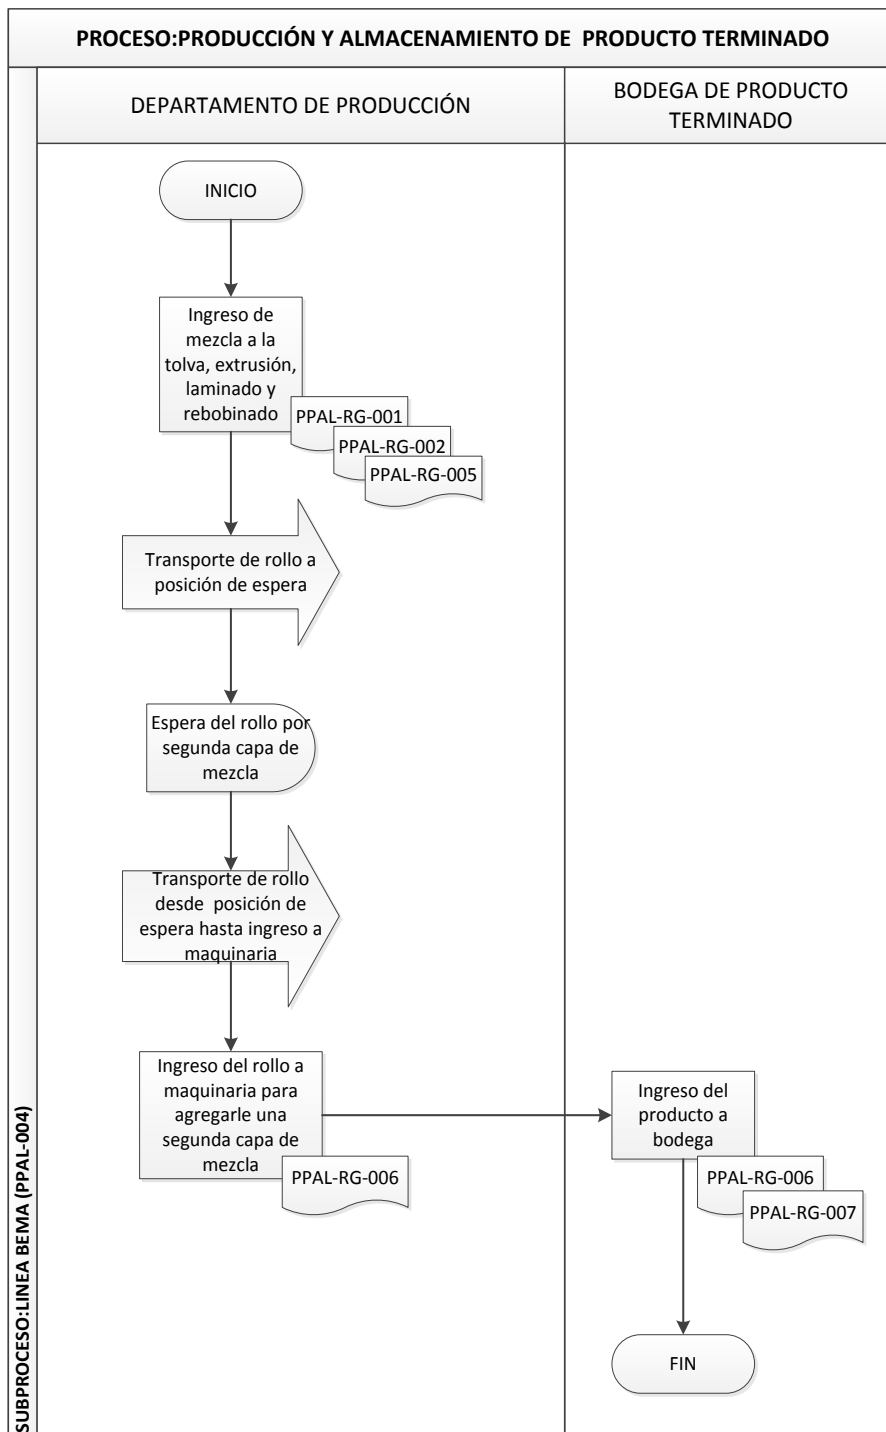 PROCESO:PRODUCCIÓN Y ALMACENAMIENTO DE PRODUCTO TERMINADO
DEPARTAMENTO DE PRODUCCIÓN
BODEGA DE PRODUCTO
TERMINADO
SUBPROCESO:LINEA BEMA (PPAL-004)
INICIO
Ingreso de
mezcla a la
tolva, extrusión,
laminado y
rebobinado
PPAL-RG-001
PPAL-RG-002
PPAL-RG-005
Transporte de rollo a
posición de espera
Espera del rollo por
segunda capa de
mezcla
Transporte de rollo
desde posición de
espera hasta ingreso a
maquinaria
Ingreso del rollo a
maquinaria para
agregarle una
segunda capa de
mezcla
PPAL-RG-006
Ingreso del
producto a
bodega
PPAL-RG-006
PPAL-RG-007
FIN